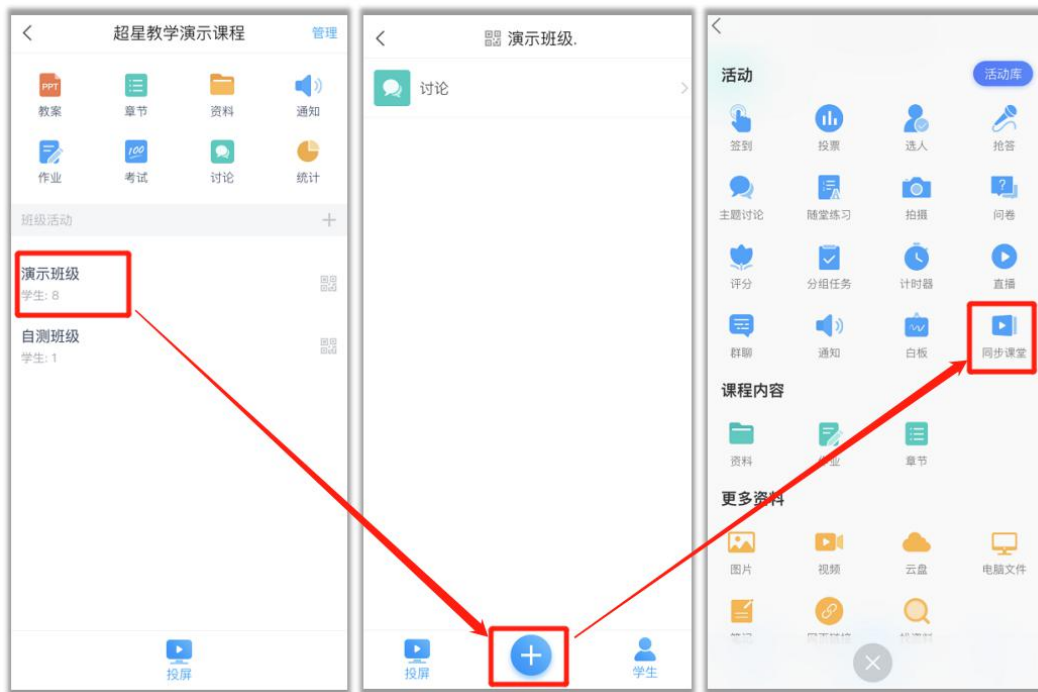 超星教学演示课程
管理
PPT
教案
章节
资料
通知
作业
100
考试
讨论
统计
班级活动
演示班级
学生: 8
自测班级
学生: 1
投屏
演示班级.
讨论
投屏
学生
活动
活动库
签到
投票
选人
抢答
主题讨论
随堂练习
拍摄
问卷
评分
分组任务
计时器
直播
群聊
通知
白板
同步课堂
课程内容
资料
作业
章节
更多资料
图片
视频
云盘
电脑文件